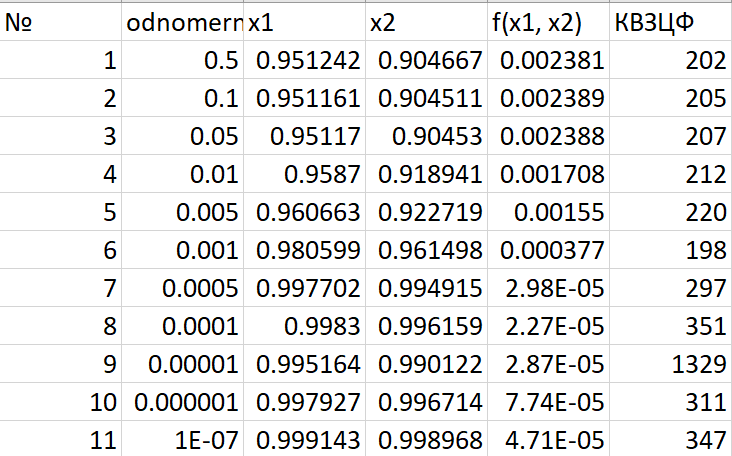 № odnomern x1 x2 f(x1, x2) КВЗЦФ
1 0.5 0.951242 0.904667 0.002381 202
2 0.1 0.951161 0.904511 0.002389 205
3 0.05 0.95117 0.90453 0.002388 207
4 0.01 0.9587 0.918941 0.001708 212
5 0.005 0.960663 0.922719 0.00155 220
6 0.001 0.980599 0.961498 0.000377 198
7 0.0005 0.997702 0.994915 2.98E-05 297
8 0.0001 0.9983 0.996159 2.27E-05 351
9 0.00001 0.995164 0.990122 2.87E-05 1329
10 0.000001 0.997927 0.996714 7.74E-05 311
11 1E-07 0.999143 0.998968 4.71E-05 347